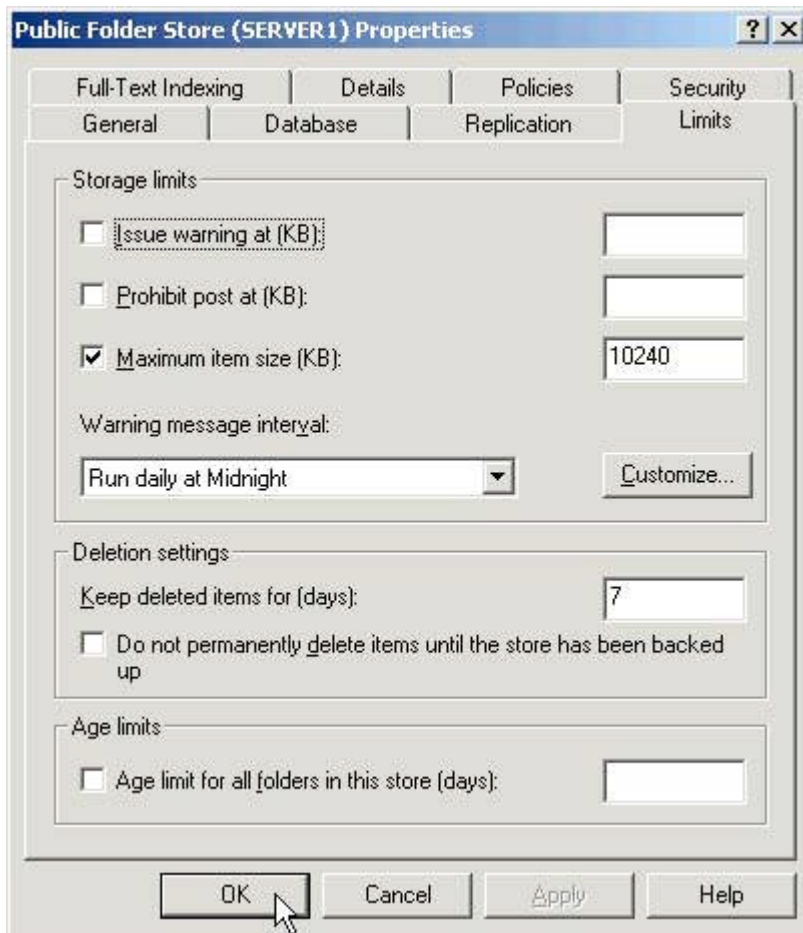 Public Folder Store (SERVER1) Properties
? X
Full-Text Indexing Details Policies Security
General Database Replication Limits
Storage limits
Issue warning at (KB):
Prohibit post at (KB):
Maximum item size (KB): 10240
Warning message interval:
Run daily at Midnight Customize...
Deletion settings
Keep deleted items for (days): 7
Do not permanently delete items until the store has been backed
up
Age limits
Age limit for all folders in this store (days):
OK Cancel Apply Help